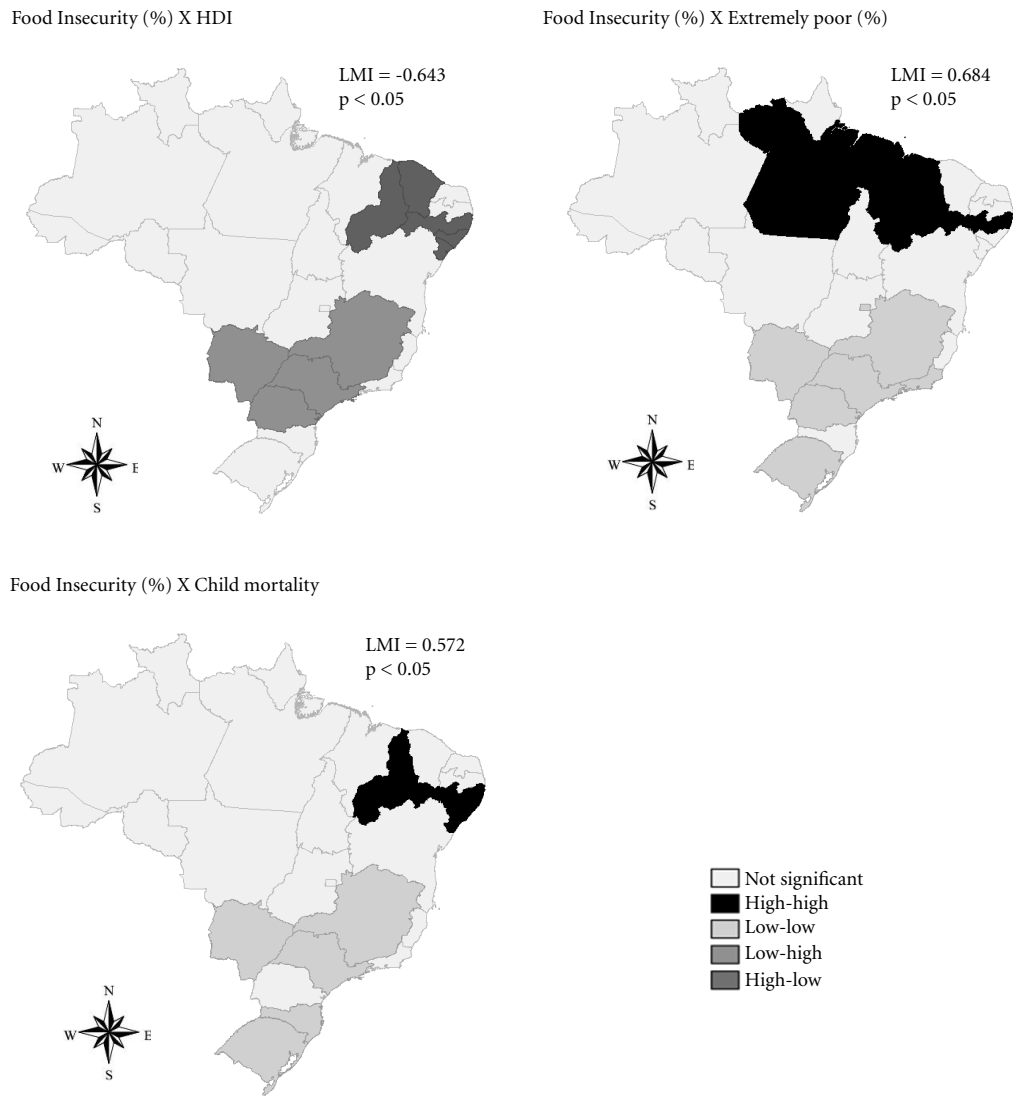 Food Insecurity (%) X HDI
LMI = -0.643
p < 0.05
N
W
E
S
Food Insecurity (%) X Extremely poor (%)
LMI = 0.684
p < 0.05
N
W
E
S
Food Insecurity (%) X Child mortality
LMI = 0.572
p < 0.05
N
W
E
S
Not significant
High-high
Low-low
Low-high
High-low